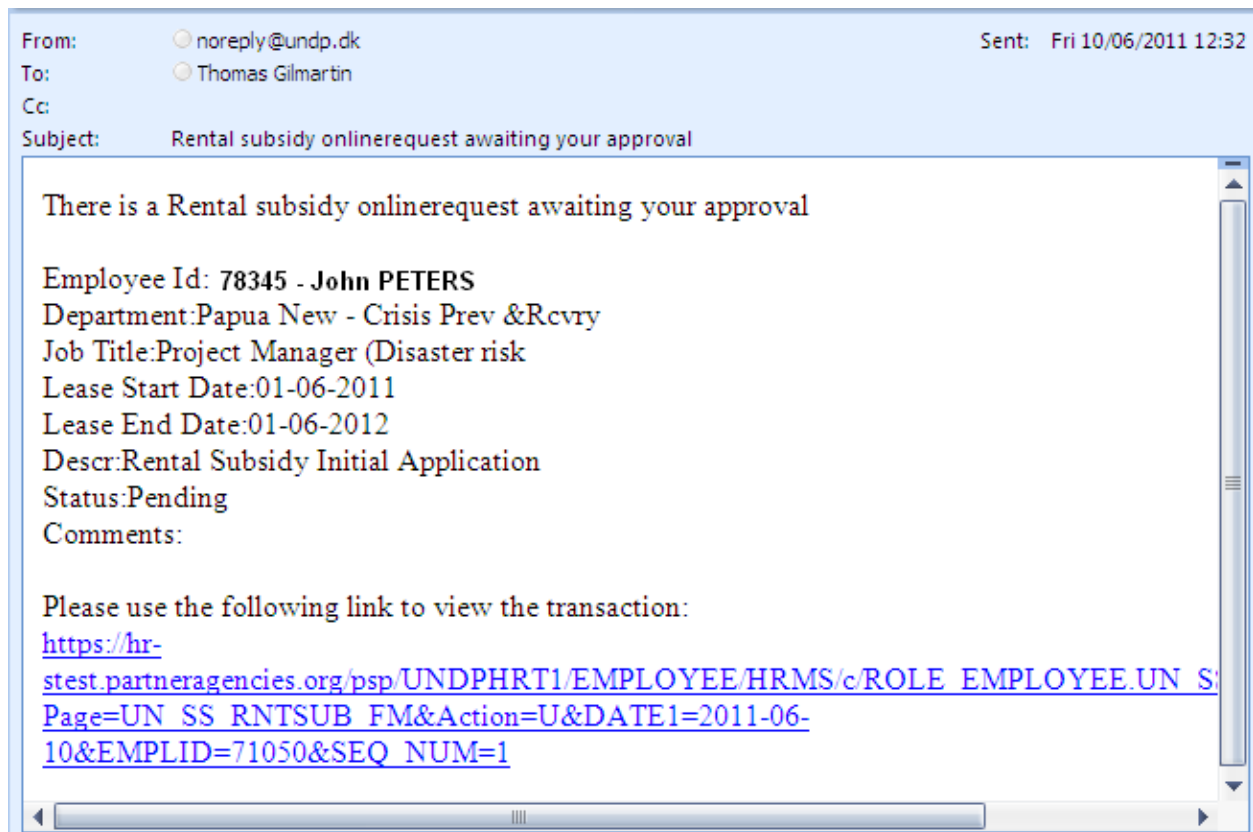 From: noreply@undp.dk Sent: Fri 10/06/2011 12:32
To: Thomas Gilmartin
Cc:
Subject: Rental subsidy onlinerequest awaiting your approval
There is a Rental subsidy onlinerequest awaiting your approval
Employee Id: 78345 - John PETERS
Department:Papua New - Crisis Prev &Rcvry
Job Title:Project Manager (Disaster risk
Lease Start Date:01-06-2011
Lease End Date:01-06-2012
Descr:Rental Subsidy Initial Application
Status:Pending
Comments:
Please use the following link to view the transaction:
https://hr-
stest.partneragencies.org/psp/UNDPHRT1/EMPLOYEE/HRMS/c/ROLE_EMPLOYEE.UN_S
Page=UN_SS_RNTSUB_FM&Action=U&DATE1=2011-06-
10&EMPLID=71050&SEQ_NUM=1